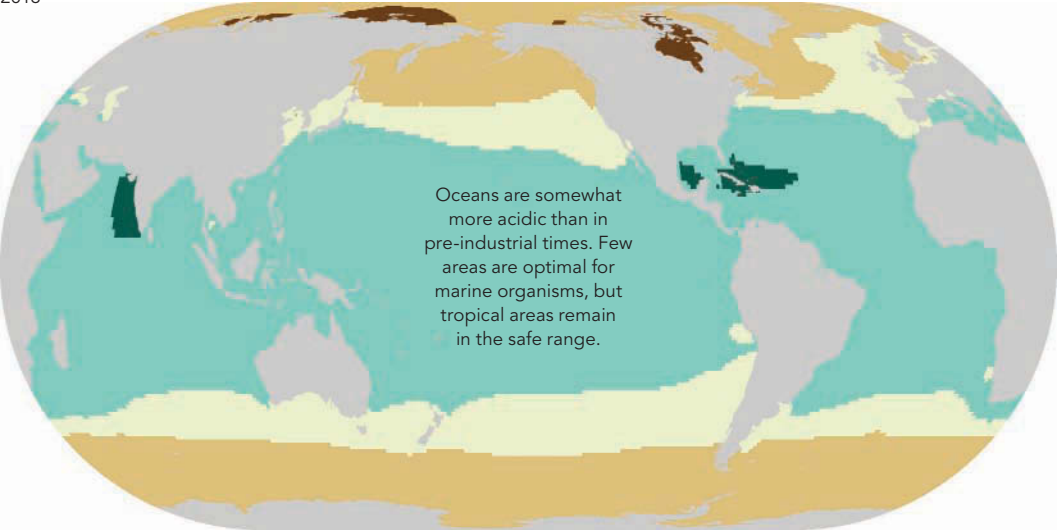 Oceans are somewhat
more acidic than in
pre-industrial times. Few
areas are optimal for
marine organisms, but
tropical areas remain
in the safe range.